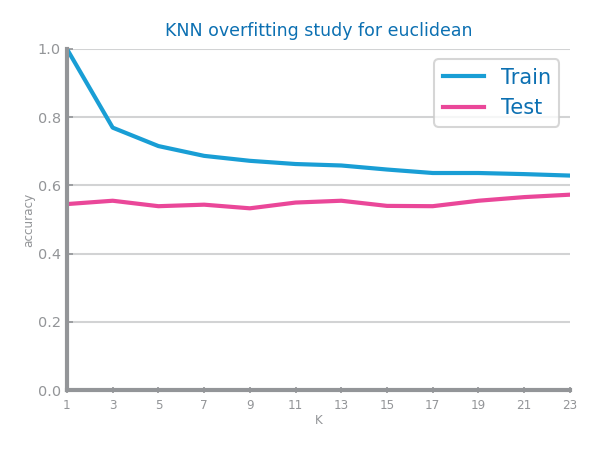 KNN overfitting study for euclidean
Train
Test
accuracy
1.0
0.8
0.6
0.4
0.2
0.0
1 3 5 7 9 11 13 15 17 19 21 23
K